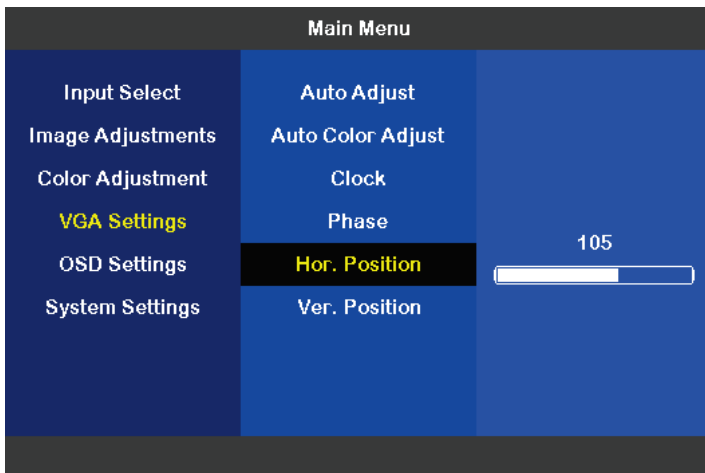 Main Menu
Input Select
Image Adjustments
Color Adjustment
VGA Settings
OSD Settings
System Settings
Auto Adjust
Auto Color Adjust
Clock
Phase
Hor. Position
Ver. Position
105